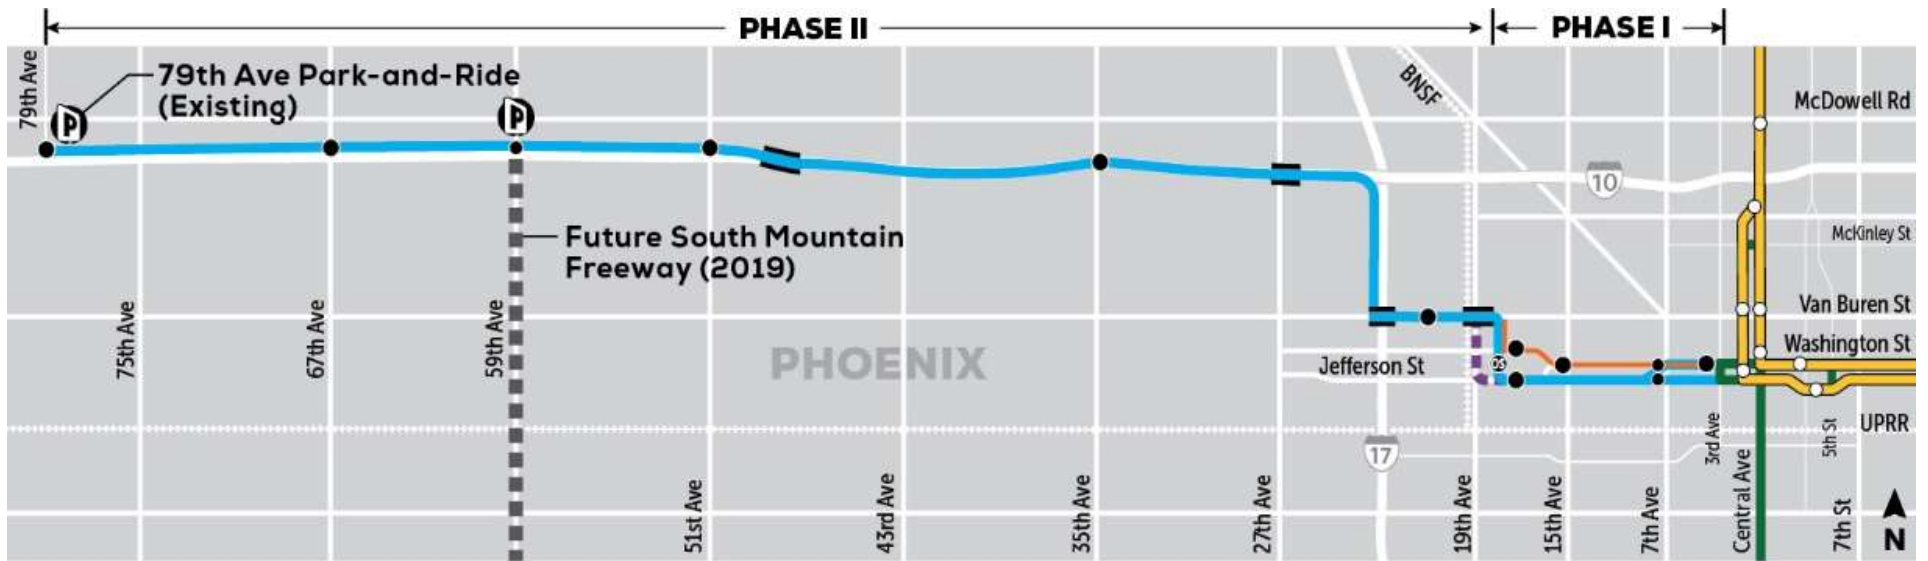 PHASE II
PHASE I
79th Ave
79th Ave Park-and-Ride
(Existing)
P
P
BNSF
McDowell Rd
10
Future South Mountain
Freeway (2019)
McKinley St
75th Ave
67th Ave
59th Ave
Van Buren St
PHOENIX
Jefferson St
OS
Washington St
17
UPRR
51st Ave
43rd Ave
35th Ave
27th Ave
19th Ave
15th Ave
7th Ave
3rd Ave
Central Ave
5th St
7th St
N